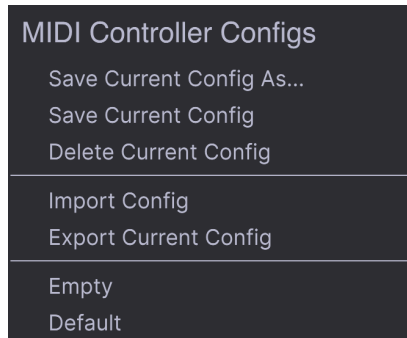 MIDI Controller Configs
Save Current Config As...
Save Current Config
Delete Current Config
Import Config
Export Current Config
Empty
Default